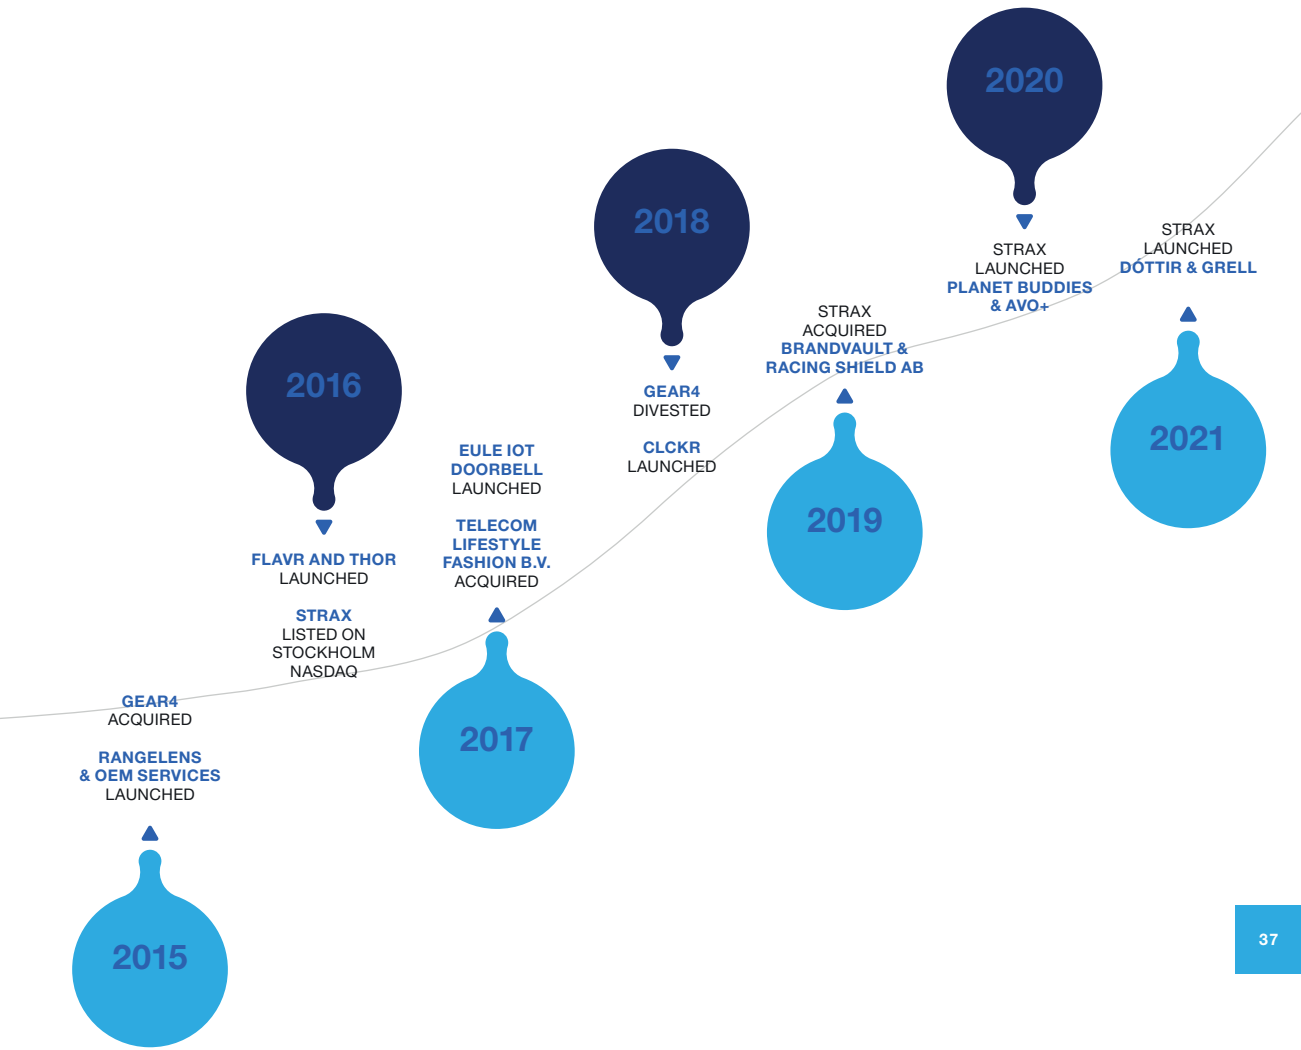 2015
GEAR4
ACQUIRED
RANGELENS
& OEM SERVICES
LAUNCHED
2016
FLAVR AND THOR
LAUNCHED
STRAX
LISTED ON
STOCKHOLM
NASDAQ
2017
EULE IOT
DOORBELL
LAUNCHED
TELECOM
LIFESTYLE
FASHION B.V.
ACQUIRED
2018
GEAR4
DIVESTED
CLCKR
LAUNCHED
2019
STRAX
ACQUIRED
BRANDVAULT &
RACING SHIELD AB
2020
STRAX
LAUNCHED
PLANET BUDDIES
& AVO+
2021
STRAX
LAUNCHED
DÓTTIR & GRELL
37